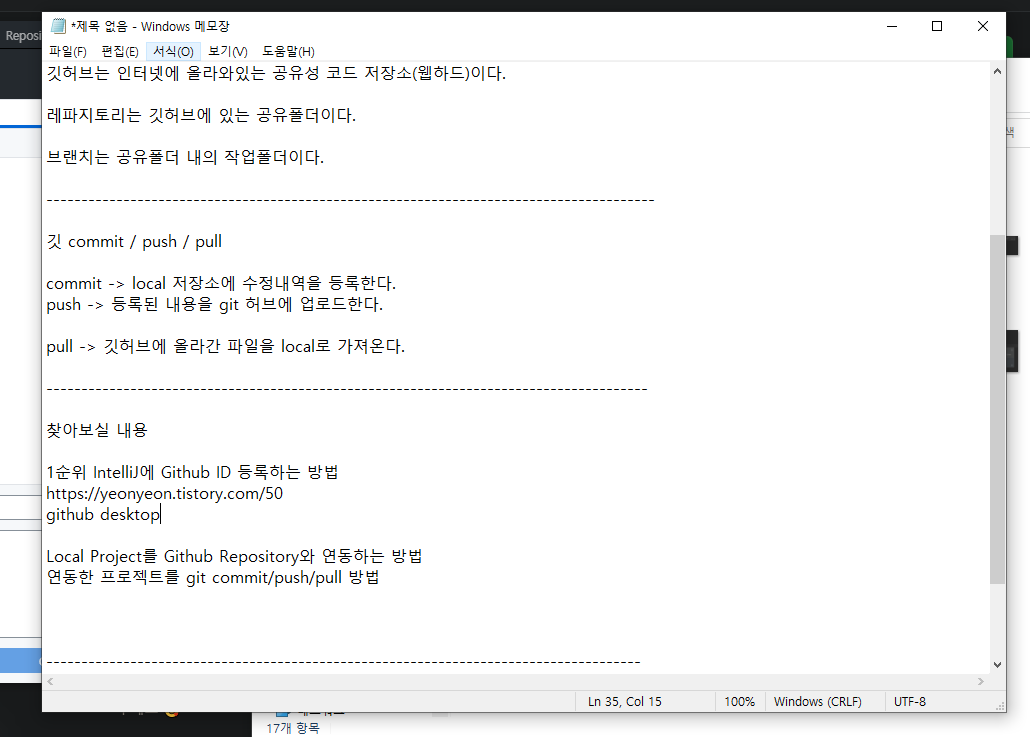 *제목 없음 - Windows 메모장
Reposi
파일(F) 편집(E) 서식(O) 보기(V) 도움말(H)
깃허브는 인터넷에 올라와있는 공유성 코드 저장소(웹하드)이다.
레파지토리는 깃허브에 있는 공유폴더이다.
브랜치는 공유폴더 내의 작업폴더이다.
---------------------------------------------------------------------------------------
깃 commit / push / pull
commit -> local 저장소에 수정내역을 등록한다.
push -> 등록된 내용을 git 허브에 업로드한다.
pull -> 깃허브에 올라간 파일을 local로 가져온다.
--------------------------------------------------------------------------------------
찾아보실 내용
1순위 IntelliJ에 Github ID 등록하는 방법
https://yeonyeon.tistory.com/50
github desktop
Local Project를 Github Repository와 연동하는 방법
연동한 프로젝트를 git commit/push/pull 방법
-------------------------------------------------------------------------------------
Ln 35, Col 15 100% Windows (CRLF) UTF-8
17개 항목